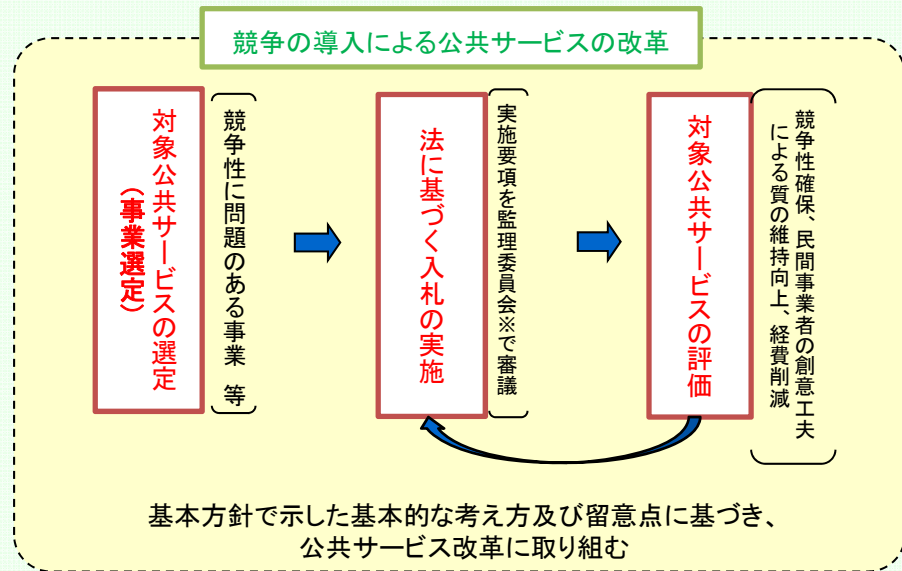 競争の導入による公共サービスの改革
対象公共サービスの選定
（事業選定）
競争性に問題のある事業 等
法に基づく入札の実施
実施要項を監理委員会※で審議
対象公共サービスの評価
競争性確保、民間事業者の創意工夫
による質の維持向上、経費削減
基本方針で示した基本的な考え方及び留意点に基づき、
公共サービス改革に取り組む